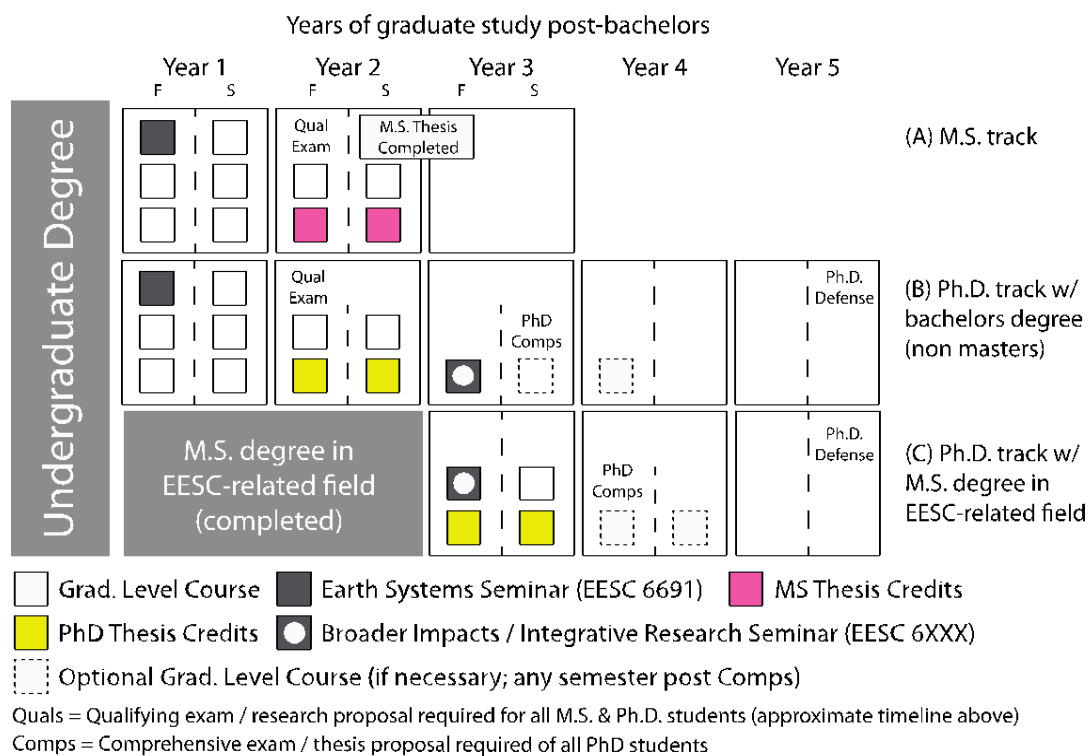 Years of graduate study post-bachelors
Year 1 Year 2 Year 3 Year 4 Year 5
F S F S F S
Undergraduate Degree
Qual
Exam
M.S. Thesis
Completed
(A) M.S. track
Qual
Exam
PhD
Comps
Ph.D.
Defense
(B) Ph.D. track w/
bachelors degree
(non masters)
M.S. degree in
EESC-related field
(completed)
PhD
Comps
Ph.D.
Defense
(C) Ph.D. track w/
M.S. degree in
EESC-related field
Grad. Level Course
Earth Systems Seminar (EESC 6691)
MS Thesis Credits
PhD Thesis Credits
Broader Impacts / Integrative Research Seminar (EESC 6XXX)
Optional Grad. Level Course (if necessary; any semester post Comps)
Quals = Qualifying exam / research proposal required for all M.S. & Ph.D. students (approximate timeline above)
Comps = Comprehensive exam / thesis proposal required of all PhD students